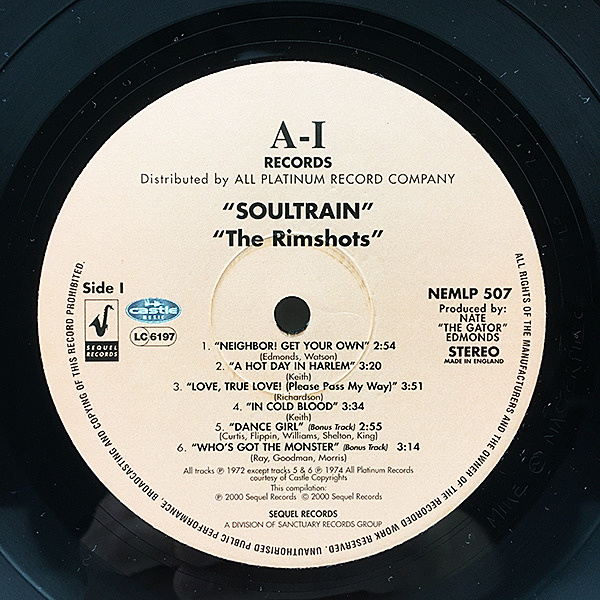 A-I
RECORDS
Distributed by ALL PLATINUM RECORD COMPANY
"SOULTRAIN"
"The Rimshots"
Side I
SEQUEL
RECORDS
castle
MUSIC
LC 6197
NEMLP 507
Produced by:
NATE
"THE GATOR"
EDMONDS
STEREO
MADE IN ENGLAND
1. "NEIGHBOR! GET YOUR OWN" 2:54
(Edmonds, Watson)
2. "A HOT DAY IN HARLEM" 3:20
(Keith)
3. "LOVE, TRUE LOVE! (Please Pass My Way)" 3:51
(Richardson)
4. "IN COLD BLOOD" 3:34
(Keith)
5. "DANCE GIRL" (Bonus Track) 2:55
(Curtis, Flippin, Williams, Shelton, King)
6. "WHO'S GOT THE MONSTER" (Bonus Track) 3:14
(Ray, Goodman, Morris)
All tracks ℗ 1972 except tracks 5 & 6 ℗ 1974 All Platinum Records
courtesy of Castle Copyrights
This compilation:
℗ 2000 Sequel Records © 2000 Sequel Records
SEQUEL RECORDS
A DIVISION OF SANCTUARY RECORDS GROUP
ALL RIGHTS OF THE MANUFACTURERS AND THE OWNER OF THE RECORDED WORK RESERVED. UNAUTHORISED PUBLIC PERFORMANCE, BROADCASTING AND COPYING OF THIS RECORD PROHIBITED.